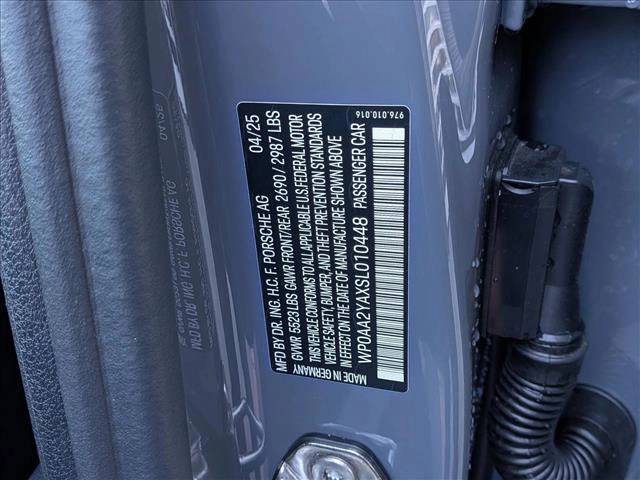 MFD BY DR. ING. H.C. F. PORSCHE AG 04/25
GVWR 5523 LBS GAWR FRONT/REAR 2690/2987 LBS
THIS VEHICLE CONFORMS TO ALL APPLICABLE U.S. FEDERAL MOTOR
VEHICLE SAFETY, BUMPER, AND THEFT PREVENTION STANDARDS
IN EFFECT ON THE DATE OF MANUFACTURE SHOWN ABOVE
WP0AA2YAXSL010448 PASSENGER CAR
MADE IN GERMANY
976.010.016